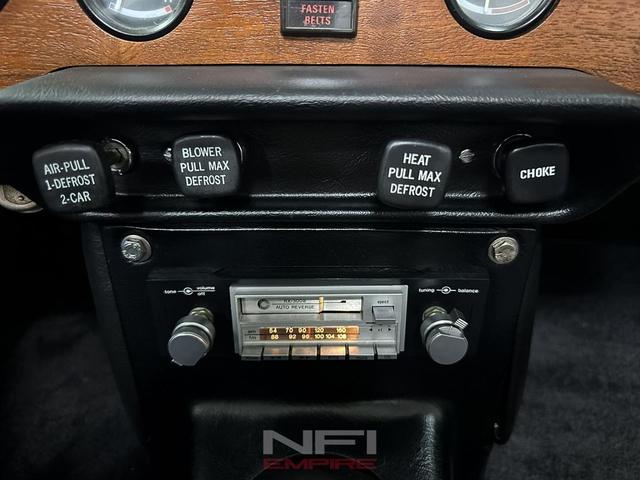 FASTEN
BELTS
AIR-PULL
1-DEFROST
2-CAR
BLOWER
PULL MAX
DEFROST
HEAT
PULL MAX
DEFROST
CHOKE
tone volume
off
AUTO REVERSE
eject
tuning balance
54 70 90 120 160
88 92 96 100 104 108
NFI
EMPIRE